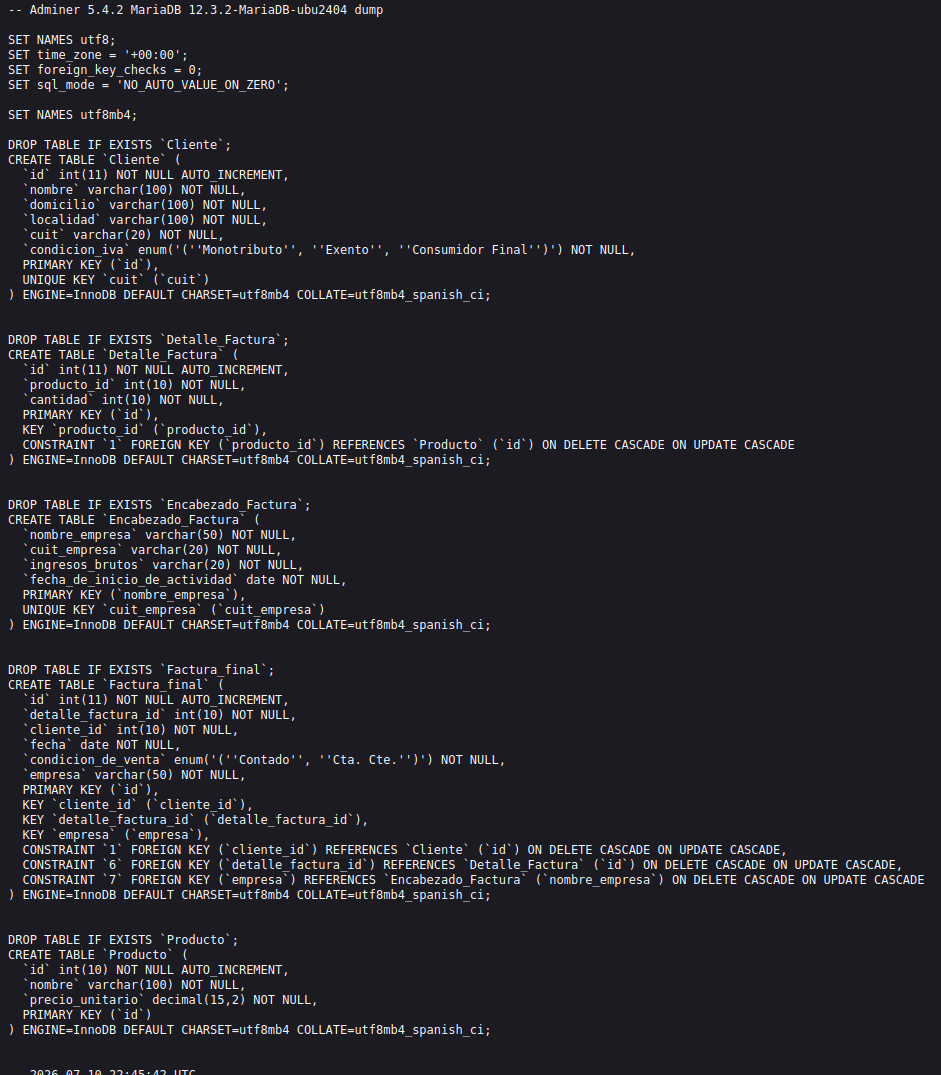 -- Adminer 5.4.2 MariaDB 12.3.2-MariaDB-ubu2404 dump
SET NAMES utf8;
SET time_zone = '+00:00';
SET foreign_key_checks = 0;
SET sql_mode = 'NO_AUTO_VALUE_ON_ZERO';
SET NAMES utf8mb4;
DROP TABLE IF EXISTS `Cliente`;
CREATE TABLE `Cliente` (
  `id` int(11) NOT NULL AUTO_INCREMENT,
  `nombre` varchar(100) NOT NULL,
  `domicilio` varchar(100) NOT NULL,
  `localidad` varchar(100) NOT NULL,
  `cuit` varchar(20) NOT NULL,
  `condicion_iva` enum('(''Monotributo'', ''Exento'', ''Consumidor Final'')') NOT NULL,
  PRIMARY KEY (`id`),
  UNIQUE KEY `cuit` (`cuit`)
) ENGINE=InnoDB DEFAULT CHARSET=utf8mb4 COLLATE=utf8mb4_spanish_ci;
DROP TABLE IF EXISTS `Detalle_Factura`;
CREATE TABLE `Detalle_Factura` (
  `id` int(11) NOT NULL AUTO_INCREMENT,
  `producto_id` int(10) NOT NULL,
  `cantidad` int(10) NOT NULL,
  PRIMARY KEY (`id`),
  KEY `producto_id` (`producto_id`),
  CONSTRAINT `1` FOREIGN KEY (`producto_id`) REFERENCES `Producto` (`id`) ON DELETE CASCADE ON UPDATE CASCADE
) ENGINE=InnoDB DEFAULT CHARSET=utf8mb4 COLLATE=utf8mb4_spanish_ci;
DROP TABLE IF EXISTS `Encabezado_Factura`;
CREATE TABLE `Encabezado_Factura` (
  `nombre_empresa` varchar(50) NOT NULL,
  `cuit_empresa` varchar(20) NOT NULL,
  `ingresos_brutos` varchar(20) NOT NULL,
  `fecha_de_inicio_de_actividad` date NOT NULL,
  PRIMARY KEY (`nombre_empresa`),
  UNIQUE KEY `cuit_empresa` (`cuit_empresa`)
) ENGINE=InnoDB DEFAULT CHARSET=utf8mb4 COLLATE=utf8mb4_spanish_ci;
DROP TABLE IF EXISTS `Factura_final`;
CREATE TABLE `Factura_final` (
  `id` int(11) NOT NULL AUTO_INCREMENT,
  `detalle_factura_id` int(10) NOT NULL,
  `cliente_id` int(10) NOT NULL,
  `fecha` date NOT NULL,
  `condicion_de_venta` enum('(''Contado'', ''Cta. Cte.'')') NOT NULL,
  `empresa` varchar(50) NOT NULL,
  PRIMARY KEY (`id`),
  KEY `cliente_id` (`cliente_id`),
  KEY `detalle_factura_id` (`detalle_factura_id`),
  KEY `empresa` (`empresa`),
  CONSTRAINT `1` FOREIGN KEY (`cliente_id`) REFERENCES `Cliente` (`id`) ON DELETE CASCADE ON UPDATE CASCADE,
  CONSTRAINT `6` FOREIGN KEY (`detalle_factura_id`) REFERENCES `Detalle_Factura` (`id`) ON DELETE CASCADE ON UPDATE CASCADE,
  CONSTRAINT `7` FOREIGN KEY (`empresa`) REFERENCES `Encabezado_Factura` (`nombre_empresa`) ON DELETE CASCADE ON UPDATE CASCADE
) ENGINE=InnoDB DEFAULT CHARSET=utf8mb4 COLLATE=utf8mb4_spanish_ci;
DROP TABLE IF EXISTS `Producto`;
CREATE TABLE `Producto` (
  `id` int(10) NOT NULL AUTO_INCREMENT,
  `nombre` varchar(100) NOT NULL,
  `precio_unitario` decimal(15,2) NOT NULL,
  PRIMARY KEY (`id`)
) ENGINE=InnoDB DEFAULT CHARSET=utf8mb4 COLLATE=utf8mb4_spanish_ci;
2026-07-10 22:45:42 UTC